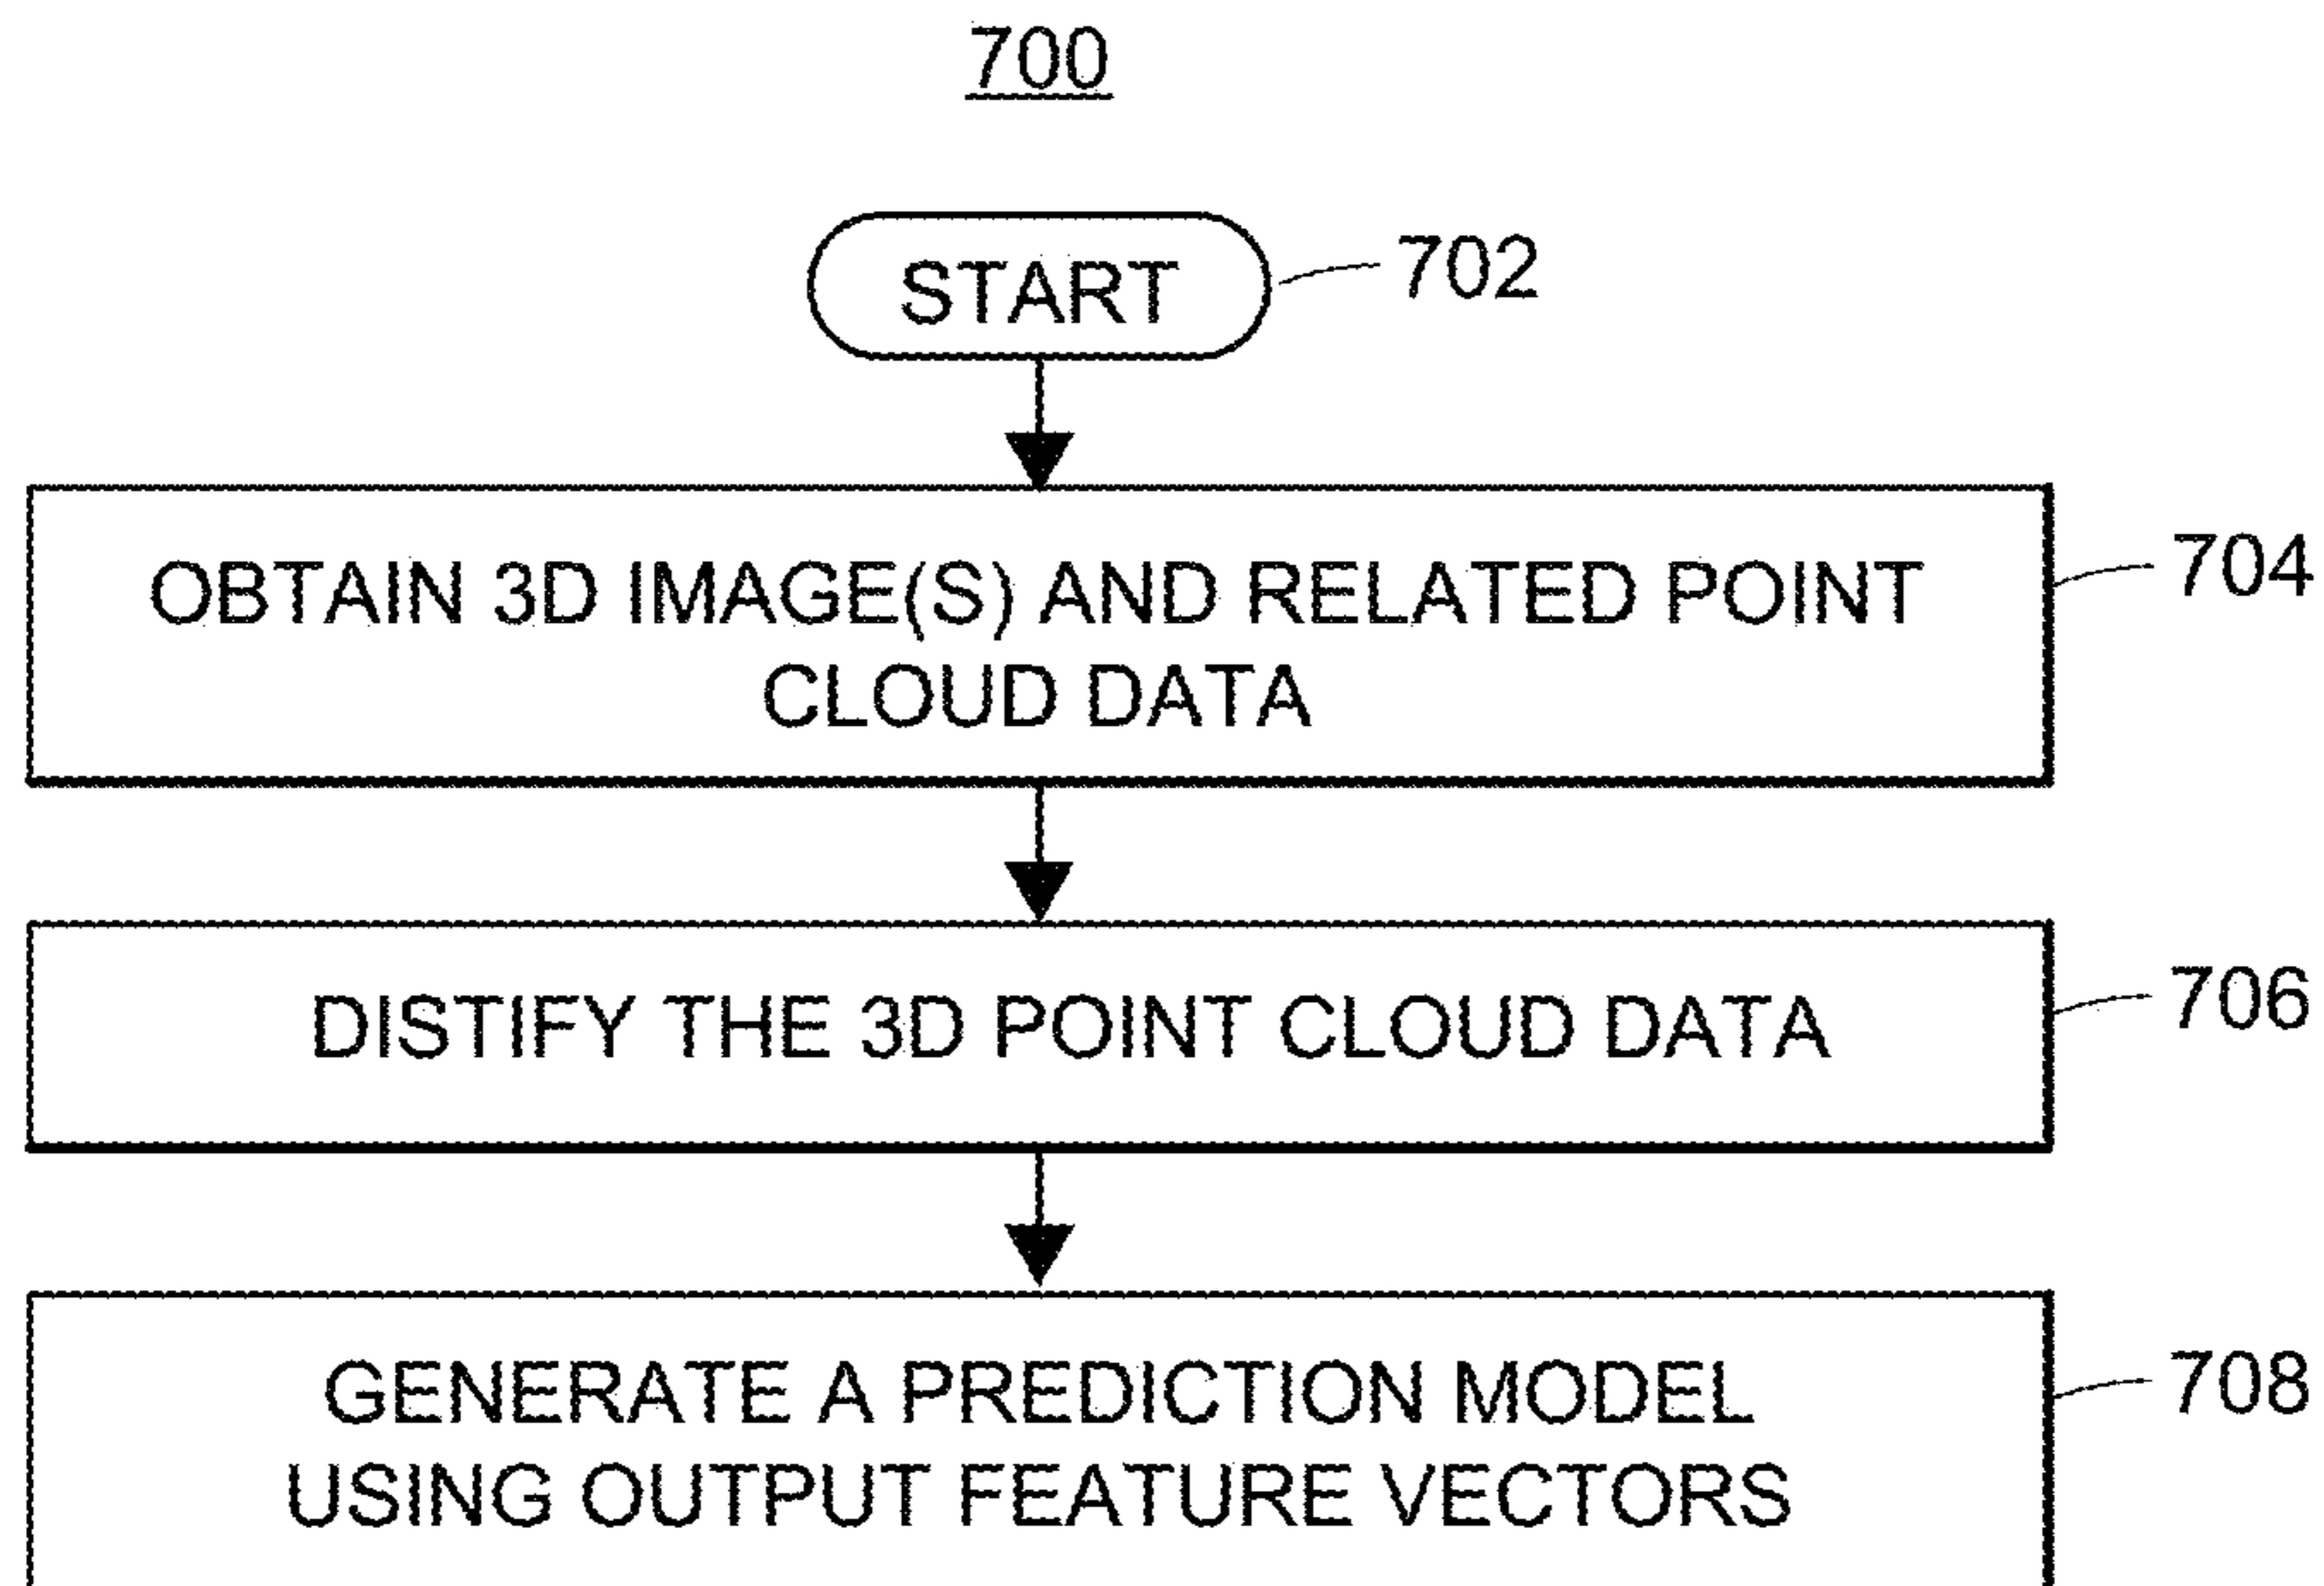 700
START
702
OBTAIN 3D IMAGE(S) AND RELATED POINT
CLOUD DATA
704
DISTIFY THE 3D POINT CLOUD DATA
706
GENERATE A PREDICTION MODEL
USING OUTPUT FEATURE VECTORS
708